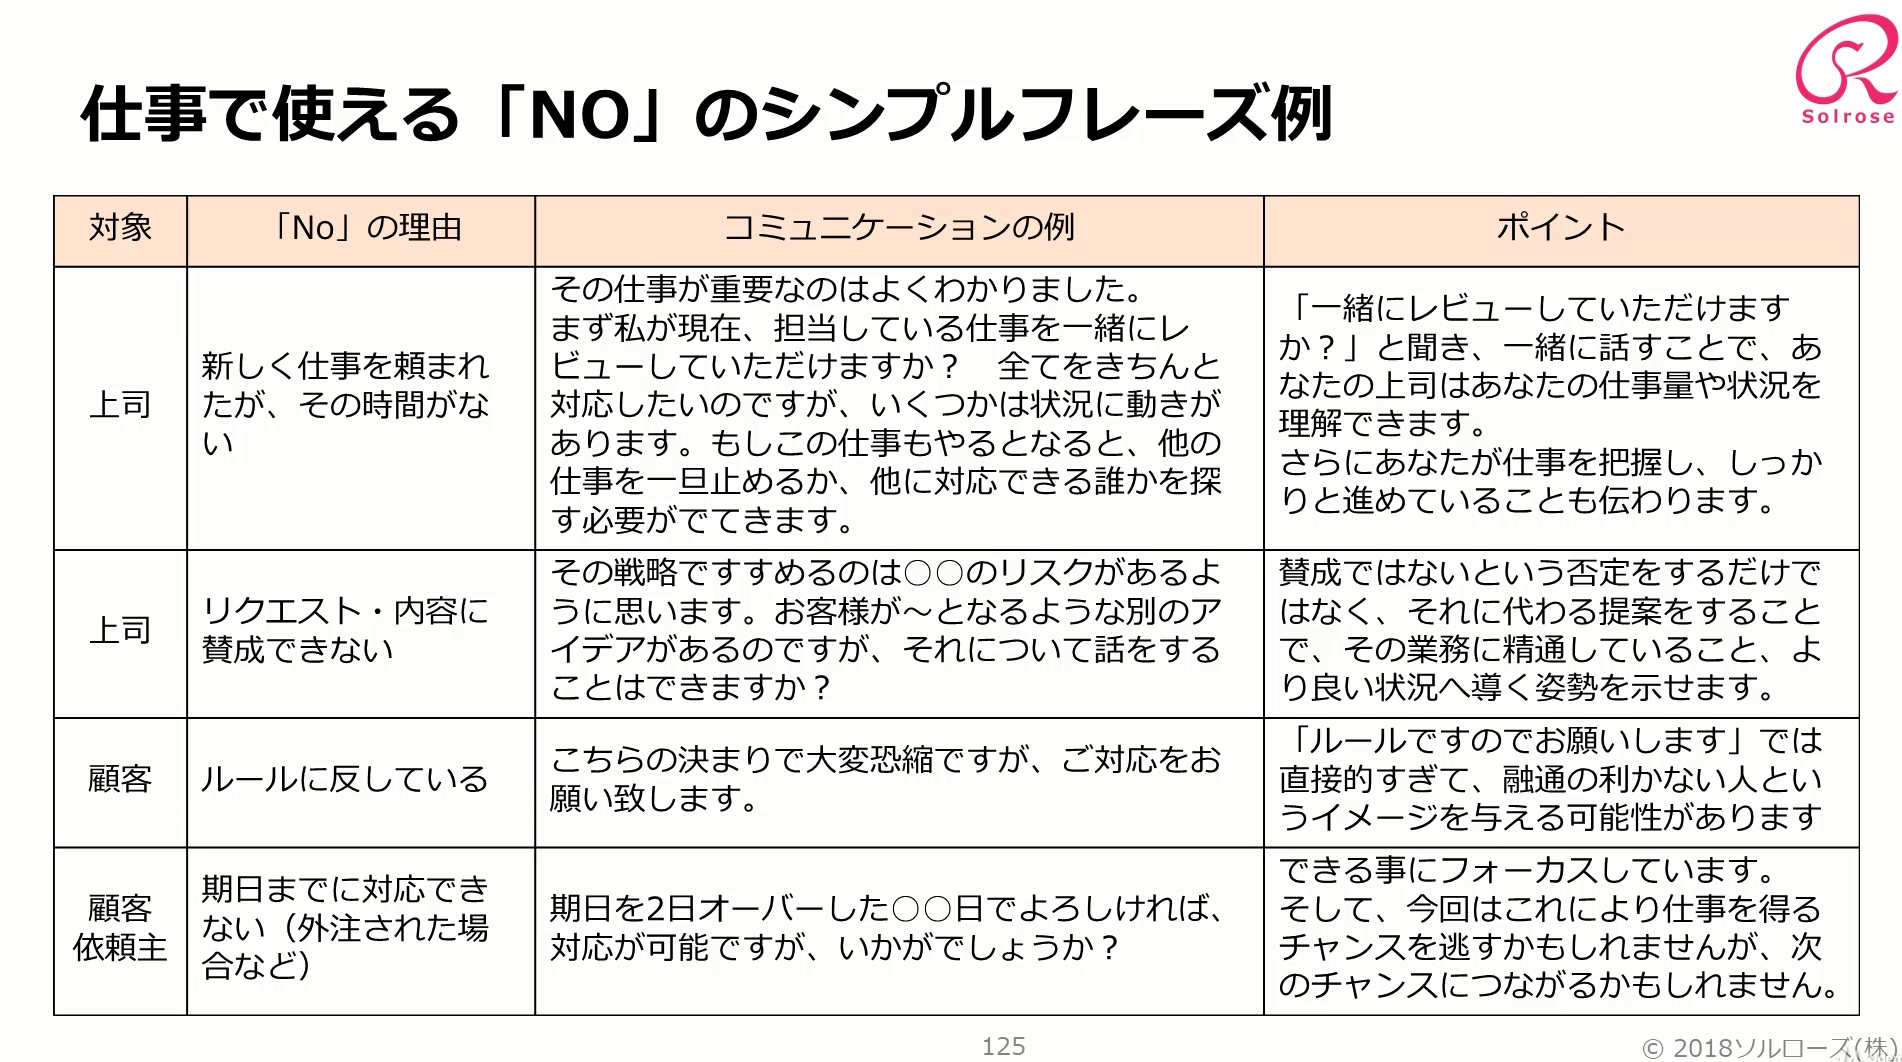 Solrose
仕事で使える「NO」のシンプルフレーズ例
対象
「No」の理由
コミュニケーションの例
ポイント
上司
新しく仕事を頼まれ
たが、その時間がな
い
その仕事が重要なのはよくわかりました。
まず私が現在、担当している仕事を一緒にレ
ビューしていただけますか？　全てをきちんと
対応したいのですが、いくつかは状況に動きが
あります。もしこの仕事もやるとなると、他の
仕事を一旦止めるか、他に対応できる誰かを探
す必要がでてきます。
「一緒にレビューしていただけます
か？」と聞き、一緒に話すことで、あ
なたの上司はあなたの仕事量や状況を
理解できます。
さらにあなたが仕事を把握し、しっか
りと進めていることも伝わります。
上司
リクエスト・内容に
賛成できない
その戦略ですすめるのは○○のリスクがあるよ
うに思います。お客様が～となるような別のア
イデアがあるのですが、それについて話をする
ことはできますか？
賛成ではないという否定をするだけで
はなく、それに代わる提案をすること
で、その業務に精通していること、よ
り良い状況へ導く姿勢を示せます。
顧客
ルールに反している
こちらの決まりで大変恐縮ですが、ご対応をお
願い致します。
「ルールですのでお願いします」では
直接的すぎて、融通の利かない人とい
うイメージを与える可能性があります
顧客
依頼主
期日までに対応でき
ない（外注された場
合など）
期日を2日オーバーした○○日でよろしければ、
対応が可能ですが、いかがでしょうか？
できる事にフォーカスしています。
そして、今回はこれにより仕事を得る
チャンスを逃すかもしれませんが、次
のチャンスにつながるかもしれません。
125
© 2018ソルローズ(株)